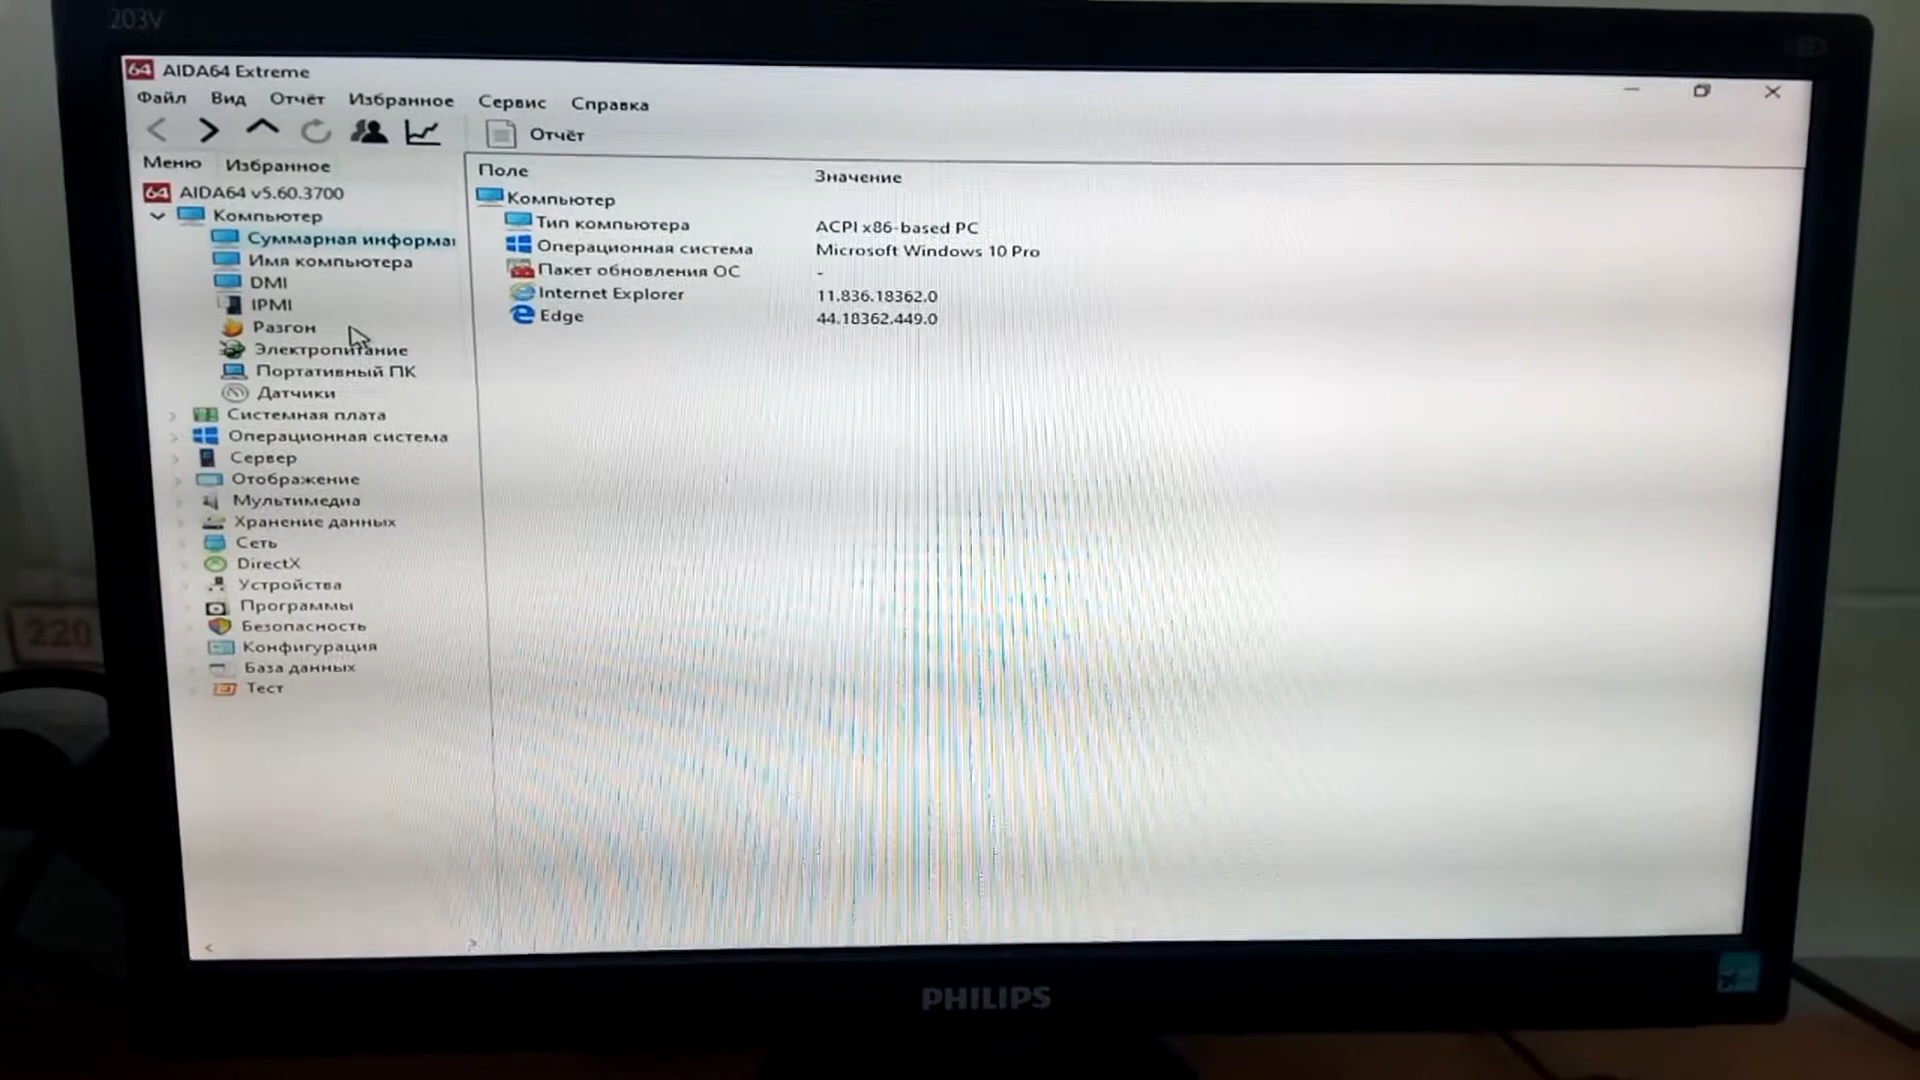 203V
64 AIDA64 Extreme
Файл Вид Отчёт Избранное Сервис Справка
Отчёт
Меню Избранное
64 AIDA64 v5.60.3700
Компьютер
Суммарная информа
Имя компьютера
DMI
IPMI
Разгон
Электропитание
Портативный ПК
Датчики
Системная плата
Операционная система
Сервер
Отображение
Мультимедиа
Хранение данных
Сеть
DirectX
Устройства
Программы
Безопасность
Конфигурация
База данных
Тест
Поле Значение
Компьютер
Тип компьютера ACPI x86-based PC
Операционная система Microsoft Windows 10 Pro
Пакет обновления ОС -
Internet Explorer 11.836.18362.0
Edge 44.18362.449.0
220
PHILIPS